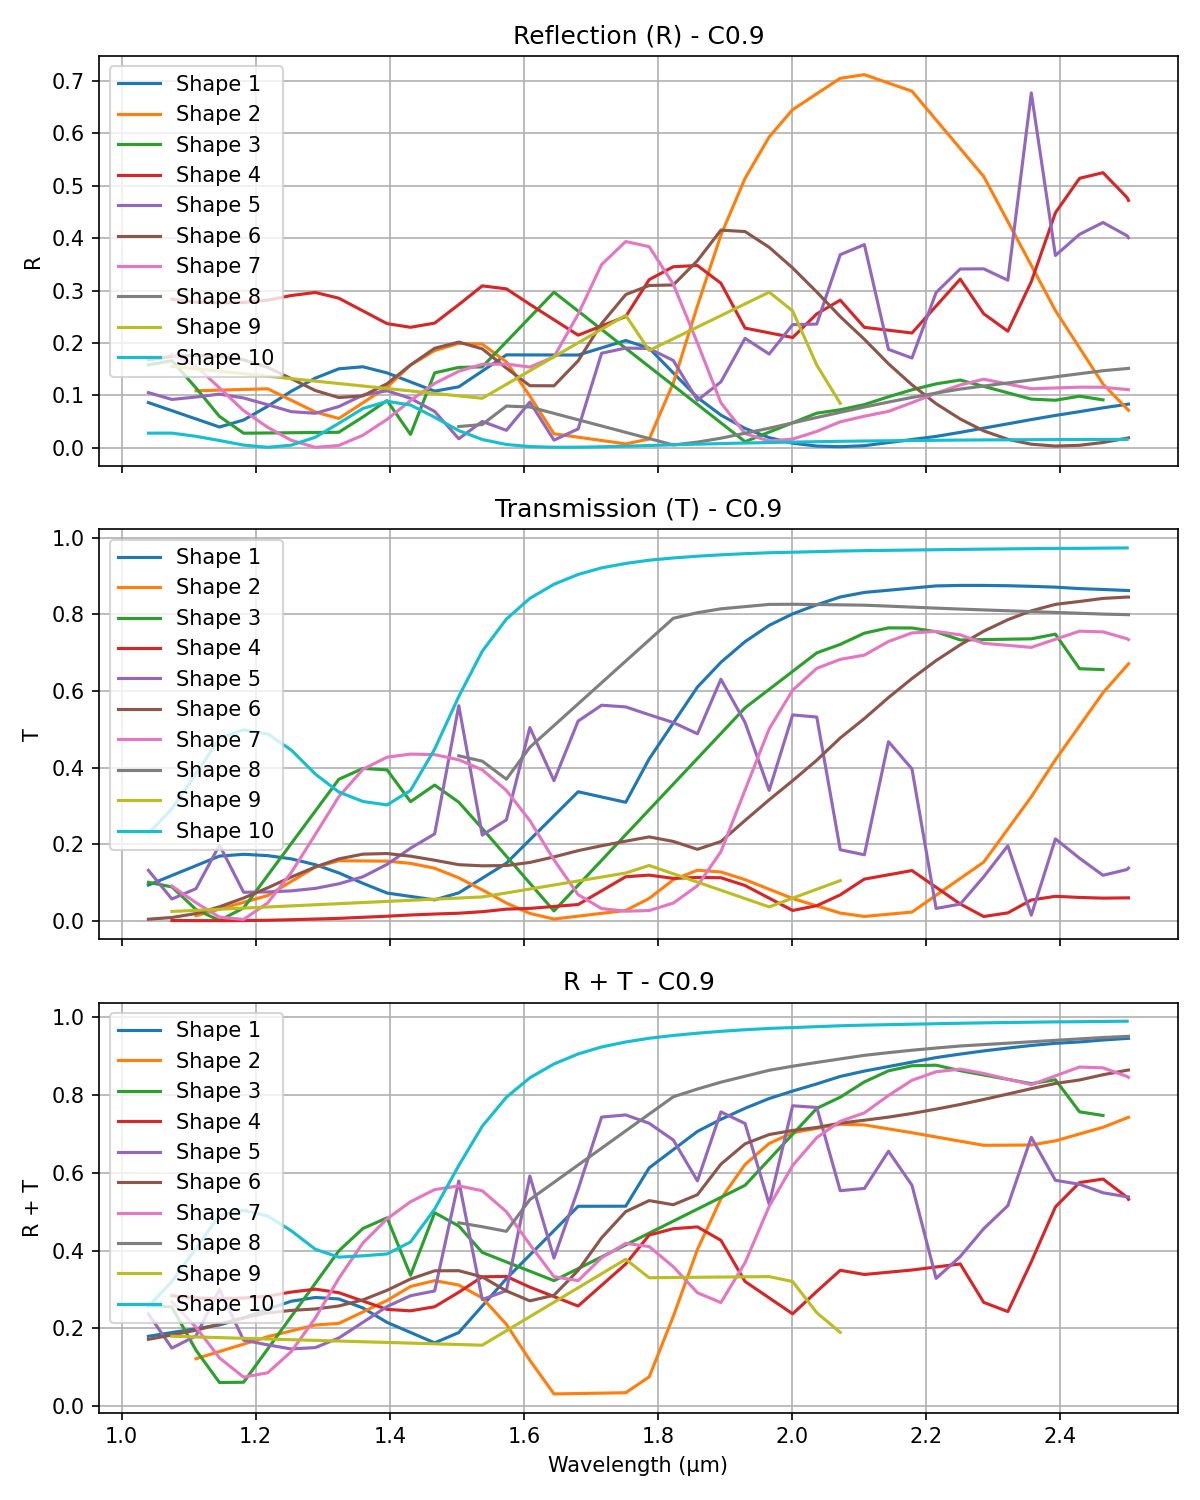 Reflection (R) - C0.9
0.7
0.6
0.5
0.4
0.3
0.2
0.1
0.0
R
Shape 1
Shape 2
Shape 3
Shape 4
Shape 5
Shape 6
Shape 7
Shape 8
Shape 9
Shape 10
Transmission (T) - C0.9
1.0
0.8
0.6
0.4
0.2
0.0
T
Shape 1
Shape 2
Shape 3
Shape 4
Shape 5
Shape 6
Shape 7
Shape 8
Shape 9
Shape 10
R + T - C0.9
1.0
0.8
0.6
0.4
0.2
0.0
R + T
Shape 1
Shape 2
Shape 3
Shape 4
Shape 5
Shape 6
Shape 7
Shape 8
Shape 9
Shape 10
1.0 1.2 1.4 1.6 1.8 2.0 2.2 2.4
Wavelength (μm)